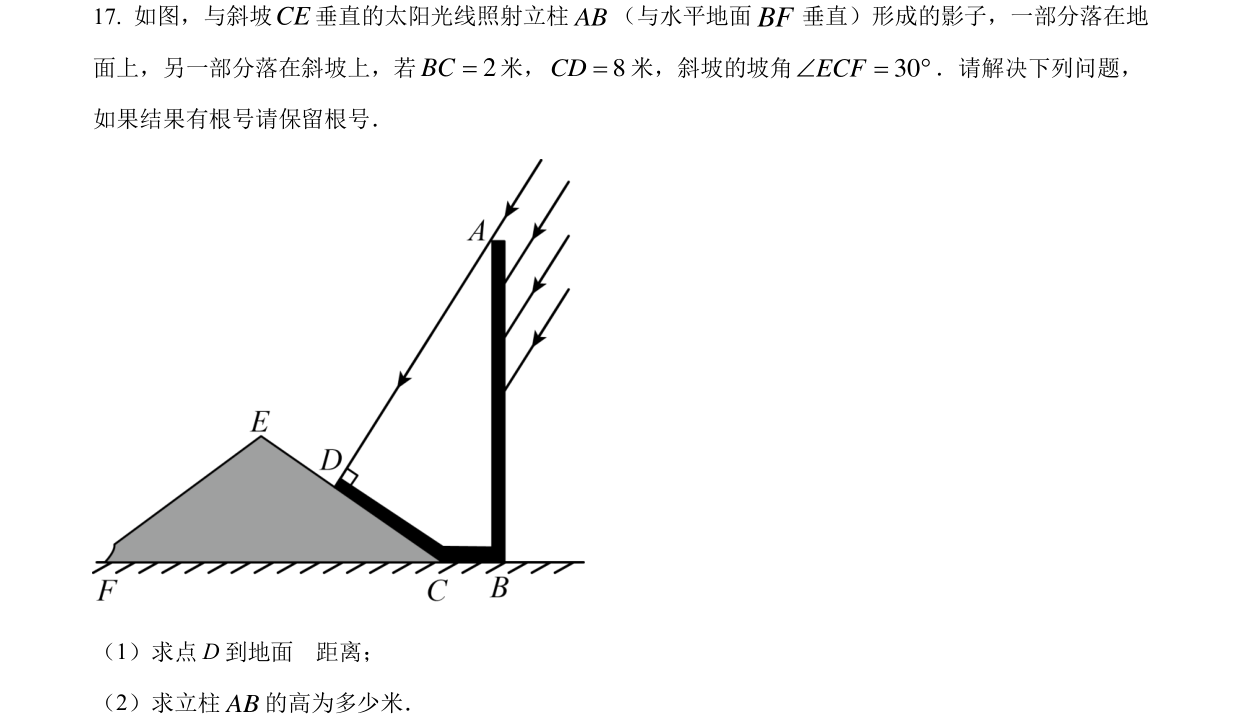 17. 如图，与斜坡CE垂直的太阳光线照射立柱AB（与水平地面BF垂直）形成的影子，一部分落在地
面上，另一部分落在斜坡上，若BC = 2米，CD = 8米，斜坡的坡角∠ECF = 30°．请解决下列问题，
如果结果有根号请保留根号．
A
E
D
F
C
B
（1）求点D到地面 距离；
（2）求立柱AB的高为多少米．